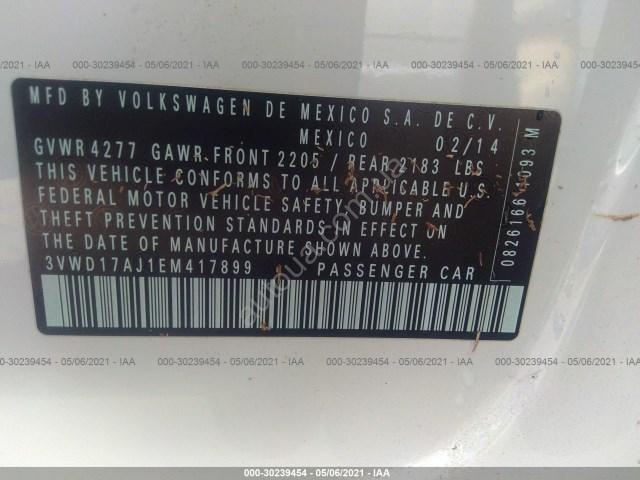 000-30239454 - 05/06/2021 - IAA
MFD BY VOLKSWAGEN DE MEXICO S.A. DE C.V.
MEXICO 02/14
GVWR 4277 GAWR FRONT 2205 / REAR 2183 LBS
THIS VEHICLE CONFORMS TO ALL APPLICABLE U.S.
FEDERAL MOTOR VEHICLE SAFETY, BUMPER AND
THEFT PREVENTION STANDARDS IN EFFECT ON
THE DATE OF MANUFACTURE SHOWN ABOVE.
3VWD17AJ1EM417899 PASSENGER CAR
autoua.com.ua
000-30239454 - 05/06/2021 - IAA
000-30239454 - 05/06/2021 - IAA